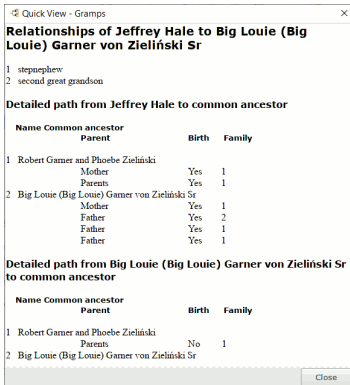 Quick View - Gramps
Relationships of Jeffrey Hale to Big Louie (Big
Louie) Garner von Zieliński Sr
1 stepnephew
2 second great grandson
Detailed path from Jeffrey Hale to common ancestor
Name Common ancestor
Parent Birth Family
1 Robert Garner and Phoebe Zieliński
Mother Yes 1
Parents Yes 1
2 Big Louie (Big Louie) Garner von Zieliński Sr
Mother Yes 1
Father Yes 2
Father Yes 1
Father Yes 1
Detailed path from Big Louie (Big Louie) Garner von Zieliński Sr
to common ancestor
Name Common ancestor
Parent Birth Family
1 Robert Garner and Phoebe Zieliński
Parents No 1
2 Big Louie (Big Louie) Garner von Zieliński Sr
Close